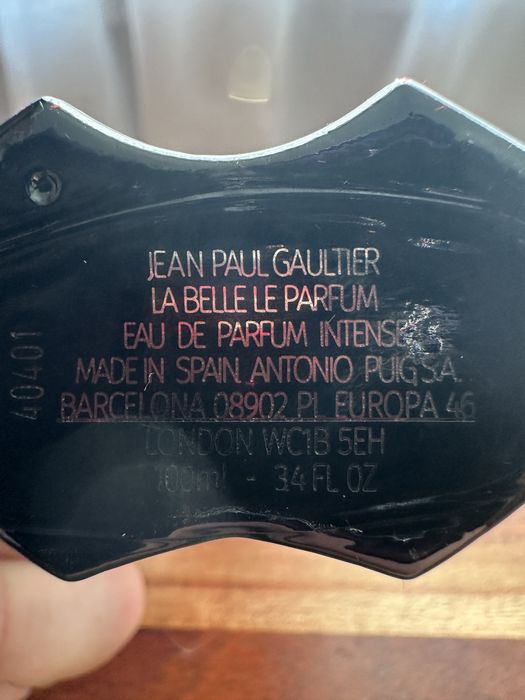 JEAN PAUL GAULTIER
LA BELLE LE PARFUM
EAU DE PARFUM INTENSE
MADE IN SPAIN. ANTONIO PUIG, S.A.
BARCELONA 08902 PL. EUROPA 46
LONDON WC1B 5EH
100ml - 3.4 FL. OZ
40401